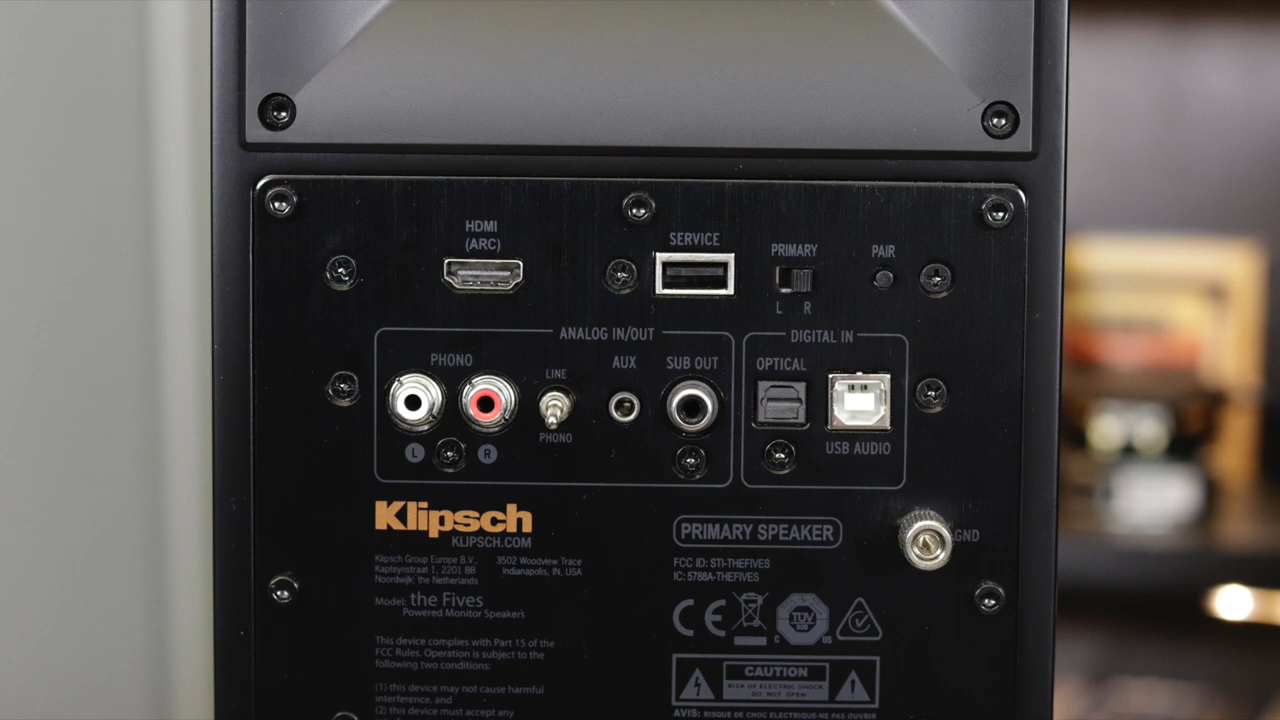 HDMI
(ARC)
SERVICE
PRIMARY
L R
PAIR
ANALOG IN/OUT
PHONO
L R
LINE
PHONO
AUX
SUB OUT
DIGITAL IN
OPTICAL
USB AUDIO
Klipsch
KLIPSCH.COM
Klipsch Group Europe B.V.,
Kapteynstraat 1, 2201 BB
Noordwijk; the Netherlands
3502 Woodview Trace
Indianapolis, IN, USA
Model: the Fives
Powered Monitor Speakers
This device complies with Part 15 of the
FCC Rules. Operation is subject to the
following two conditions:
(1) this device may not cause harmful
interference, and
(2) this device must accept any
PRIMARY SPEAKER
GND
FCC ID: STI-THEFIVES
IC: 5788A-THEFIVES
CE
C TÜV US
CAUTION
RISK OF ELECTRIC SHOCK
DO NOT OPEN
AVIS: RISQUE DE CHOC ELECTRIQUE-NE PAS OUVRIR